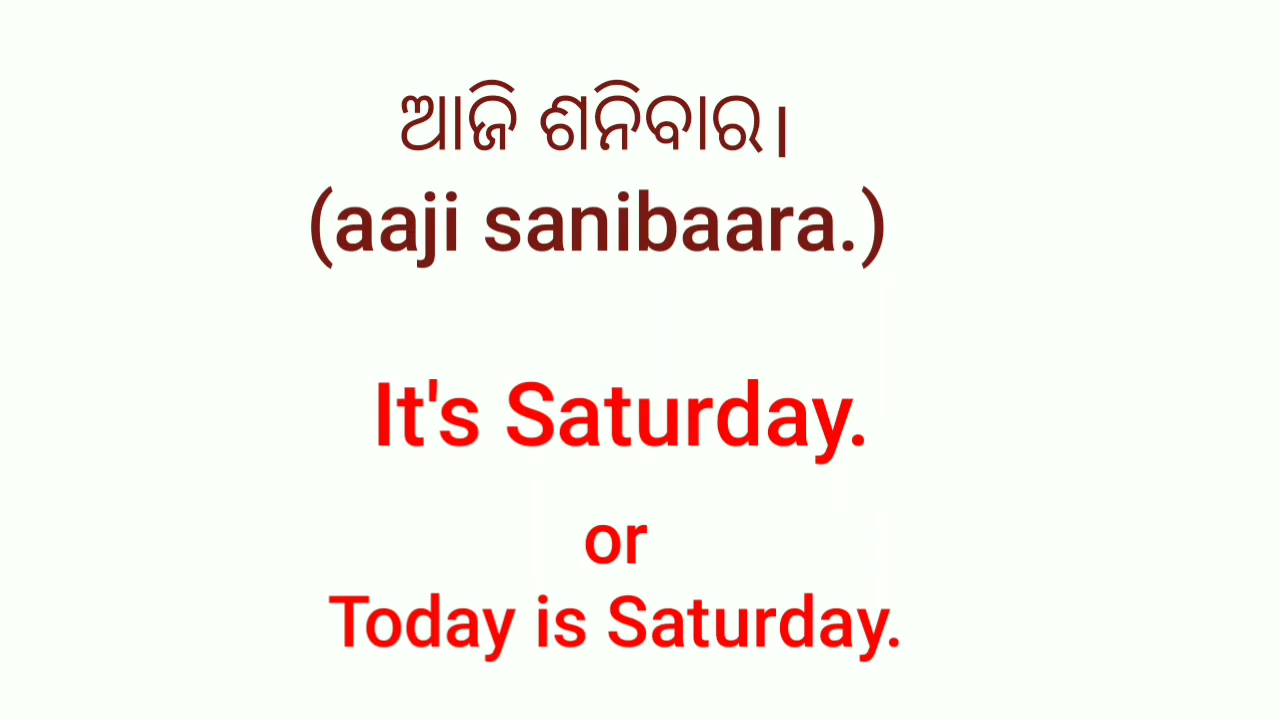 ଆଜି ଶନିବାର।
(aaji sanibaara.)
It's Saturday.
or
Today is Saturday.